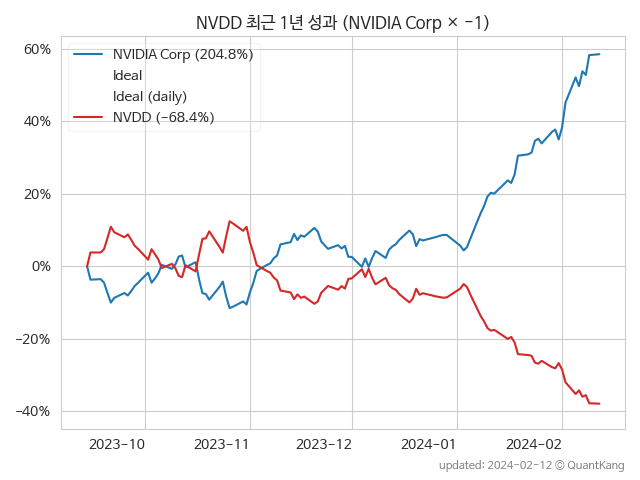 NVDD 최근 1년 성과 (NVIDIA Corp × −1)
60%
40%
20%
0%
−20%
−40%
NVIDIA Corp (204.8%)
Ideal
Ideal (daily)
NVDD (−68.4%)
2023-10
2023-11
2023-12
2024-01
2024-02
updated: 2024-02-12 © QuantKang